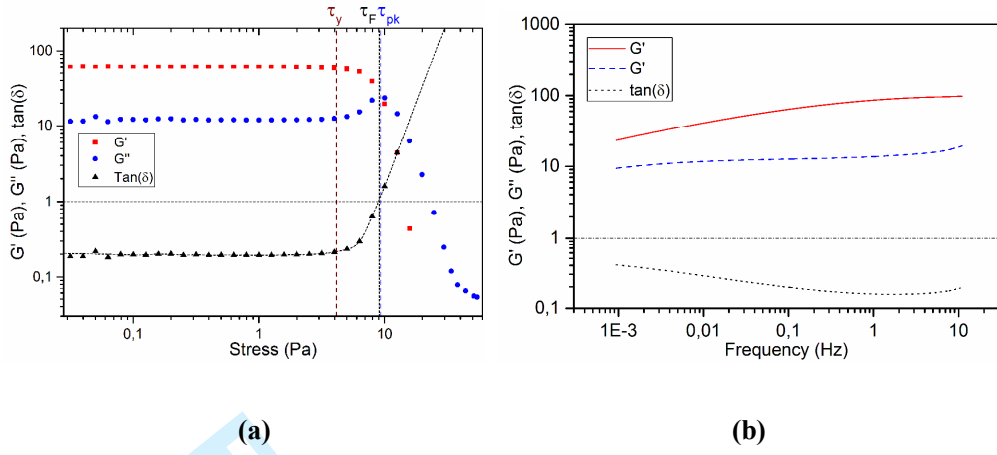 τy τF τpk
100
10
1
0,1
0,1 1 10
G' (Pa), G'' (Pa), tan(δ)
Stress (Pa)
G'
G''
Tan(δ)
(a)
1000
100
10
1
0,1
1E-3 0,01 0,1 1 10
G' (Pa), G'' (Pa), tan(δ)
Frequency (Hz)
G'
G'
tan(δ)
(b)